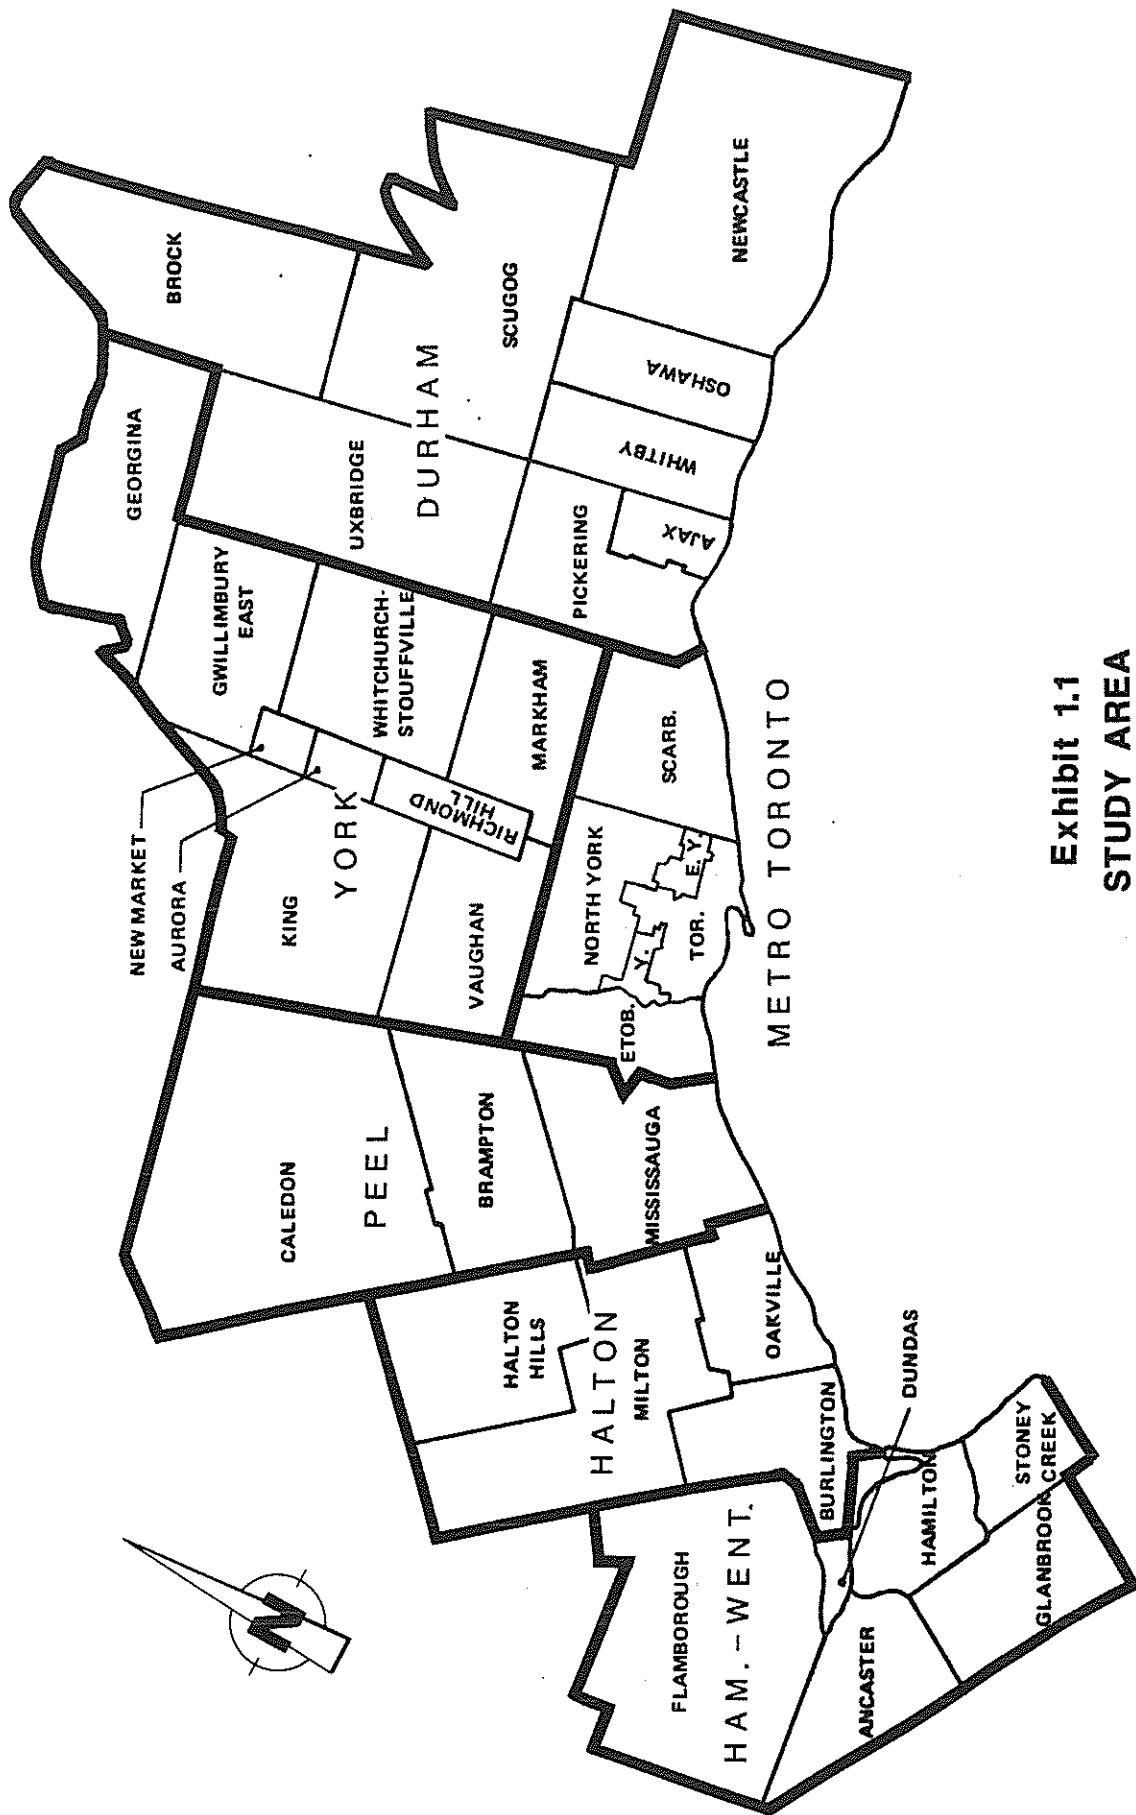 BROCK
GEORGINA
SCUGOG
NEWCASTLE
DURHAM
UXBRIDGE
OSHAWA
WHITBY
PICKERING
AJAX
GWILLIMBURY
EAST
WHITCHURCH-
STOUFFVILLE
MARKHAM
NEWMARKET
AURORA
RICHMOND
HILL
YORK
KING
VAUGHAN
SCARB.
NORTH YORK
E. Y.
Y.
TOR.
ETOB.
METRO TORONTO
CALEDON
PEEL
BRAMPTON
MISSISSAUGA
HALTON
HILLS
HALTON
MILTON
OAKVILLE
BURLINGTON
DUNDAS
FLAMBOROUGH
HAM.-WENT.
HAMILTON
STONEY
CREEK
GLANBROOK
ANCASTER
N
Exhibit 1.1
STUDY AREA